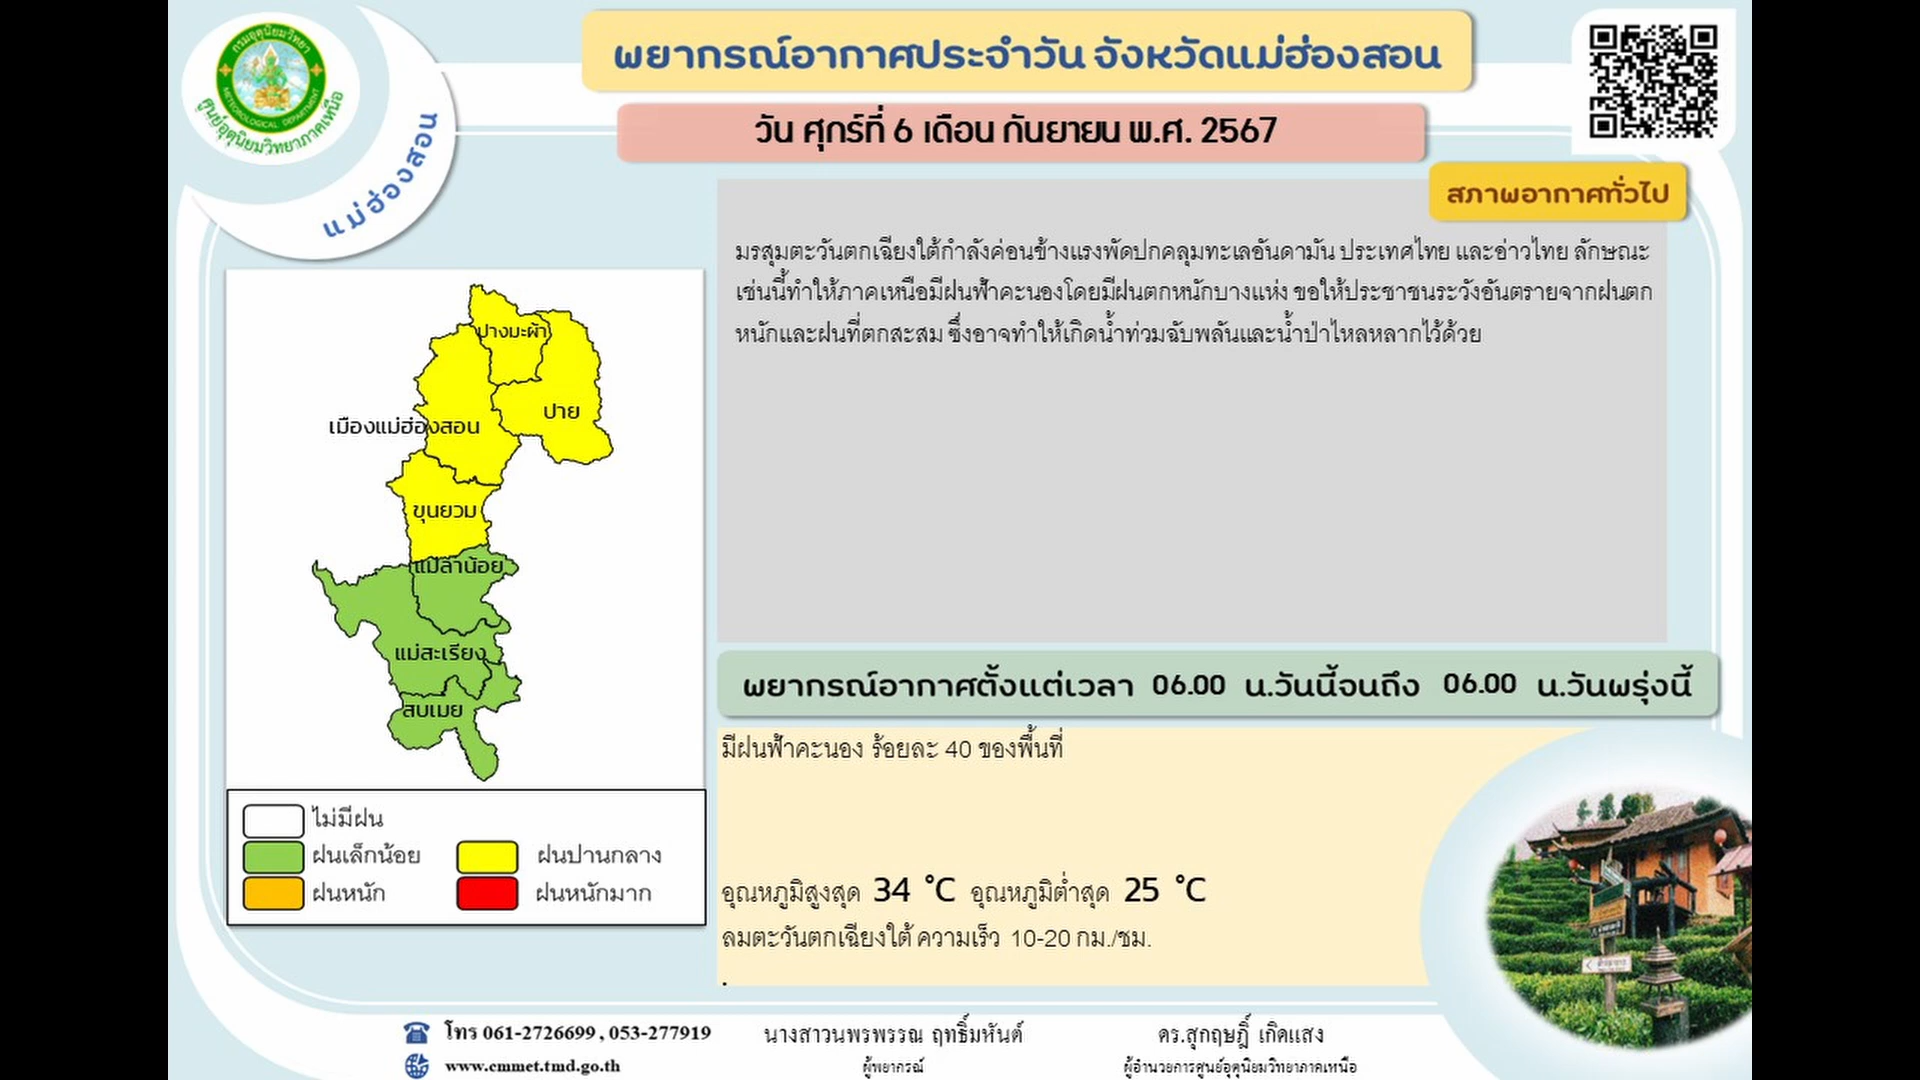 กรมอุตุนิยมวิทยา
METEOROLOGICAL DEPARTMENT
ศูนย์อุตุนิยมวิทยาภาคเหนือ
แม่ฮ่องสอน
พยากรณ์อากาศประจำวัน จังหวัดแม่ฮ่องสอน
วัน ศุกร์ที่ 6 เดือน กันยายน พ.ศ. 2567
สภาพอากาศทั่วไป
มรสุมตะวันตกเฉียงใต้กำลังค่อนข้างแรงพัดปกคลุมทะเลอันดามัน ประเทศไทย และอ่าวไทย ลักษณะ
เช่นนี้ทำให้ภาคเหนือมีฝนฟ้าคะนองโดยมีฝนตกหนักบางแห่ง ขอให้ประชาชนระวังอันตรายจากฝนตก
หนักและฝนที่ตกสะสม ซึ่งอาจทำให้เกิดน้ำท่วมฉับพลันและน้ำป่าไหลหลากไว้ด้วย
ปางมะผ้า
ปาย
เมืองแม่ฮ่องสอน
ขุนยวม
แม่ลาน้อย
แม่สะเรียง
สบเมย
ไม่มีฝน
ฝนเล็กน้อย ฝนปานกลาง
ฝนหนัก ฝนหนักมาก
พยากรณ์อากาศตั้งแต่เวลา 06.00 น.วันนี้จนถึง 06.00 น.วันพรุ่งนี้
มีฝนฟ้าคะนอง ร้อยละ 40 ของพื้นที่
อุณหภูมิสูงสุด 34 °C อุณหภูมิต่ำสุด 25 °C
ลมตะวันตกเฉียงใต้ ความเร็ว 10-20 กม./ชม.
.
โทร 061-2726699 , 053-277919
www.cmmet.tmd.go.th
นางสาวนพรพรรณ ฤทธิ์มหันต์
ผู้พยากรณ์
ดร.สุกฤษฎิ์ เกิดแสง
ผู้อำนวยการศูนย์อุตุนิยมวิทยาภาคเหนือ